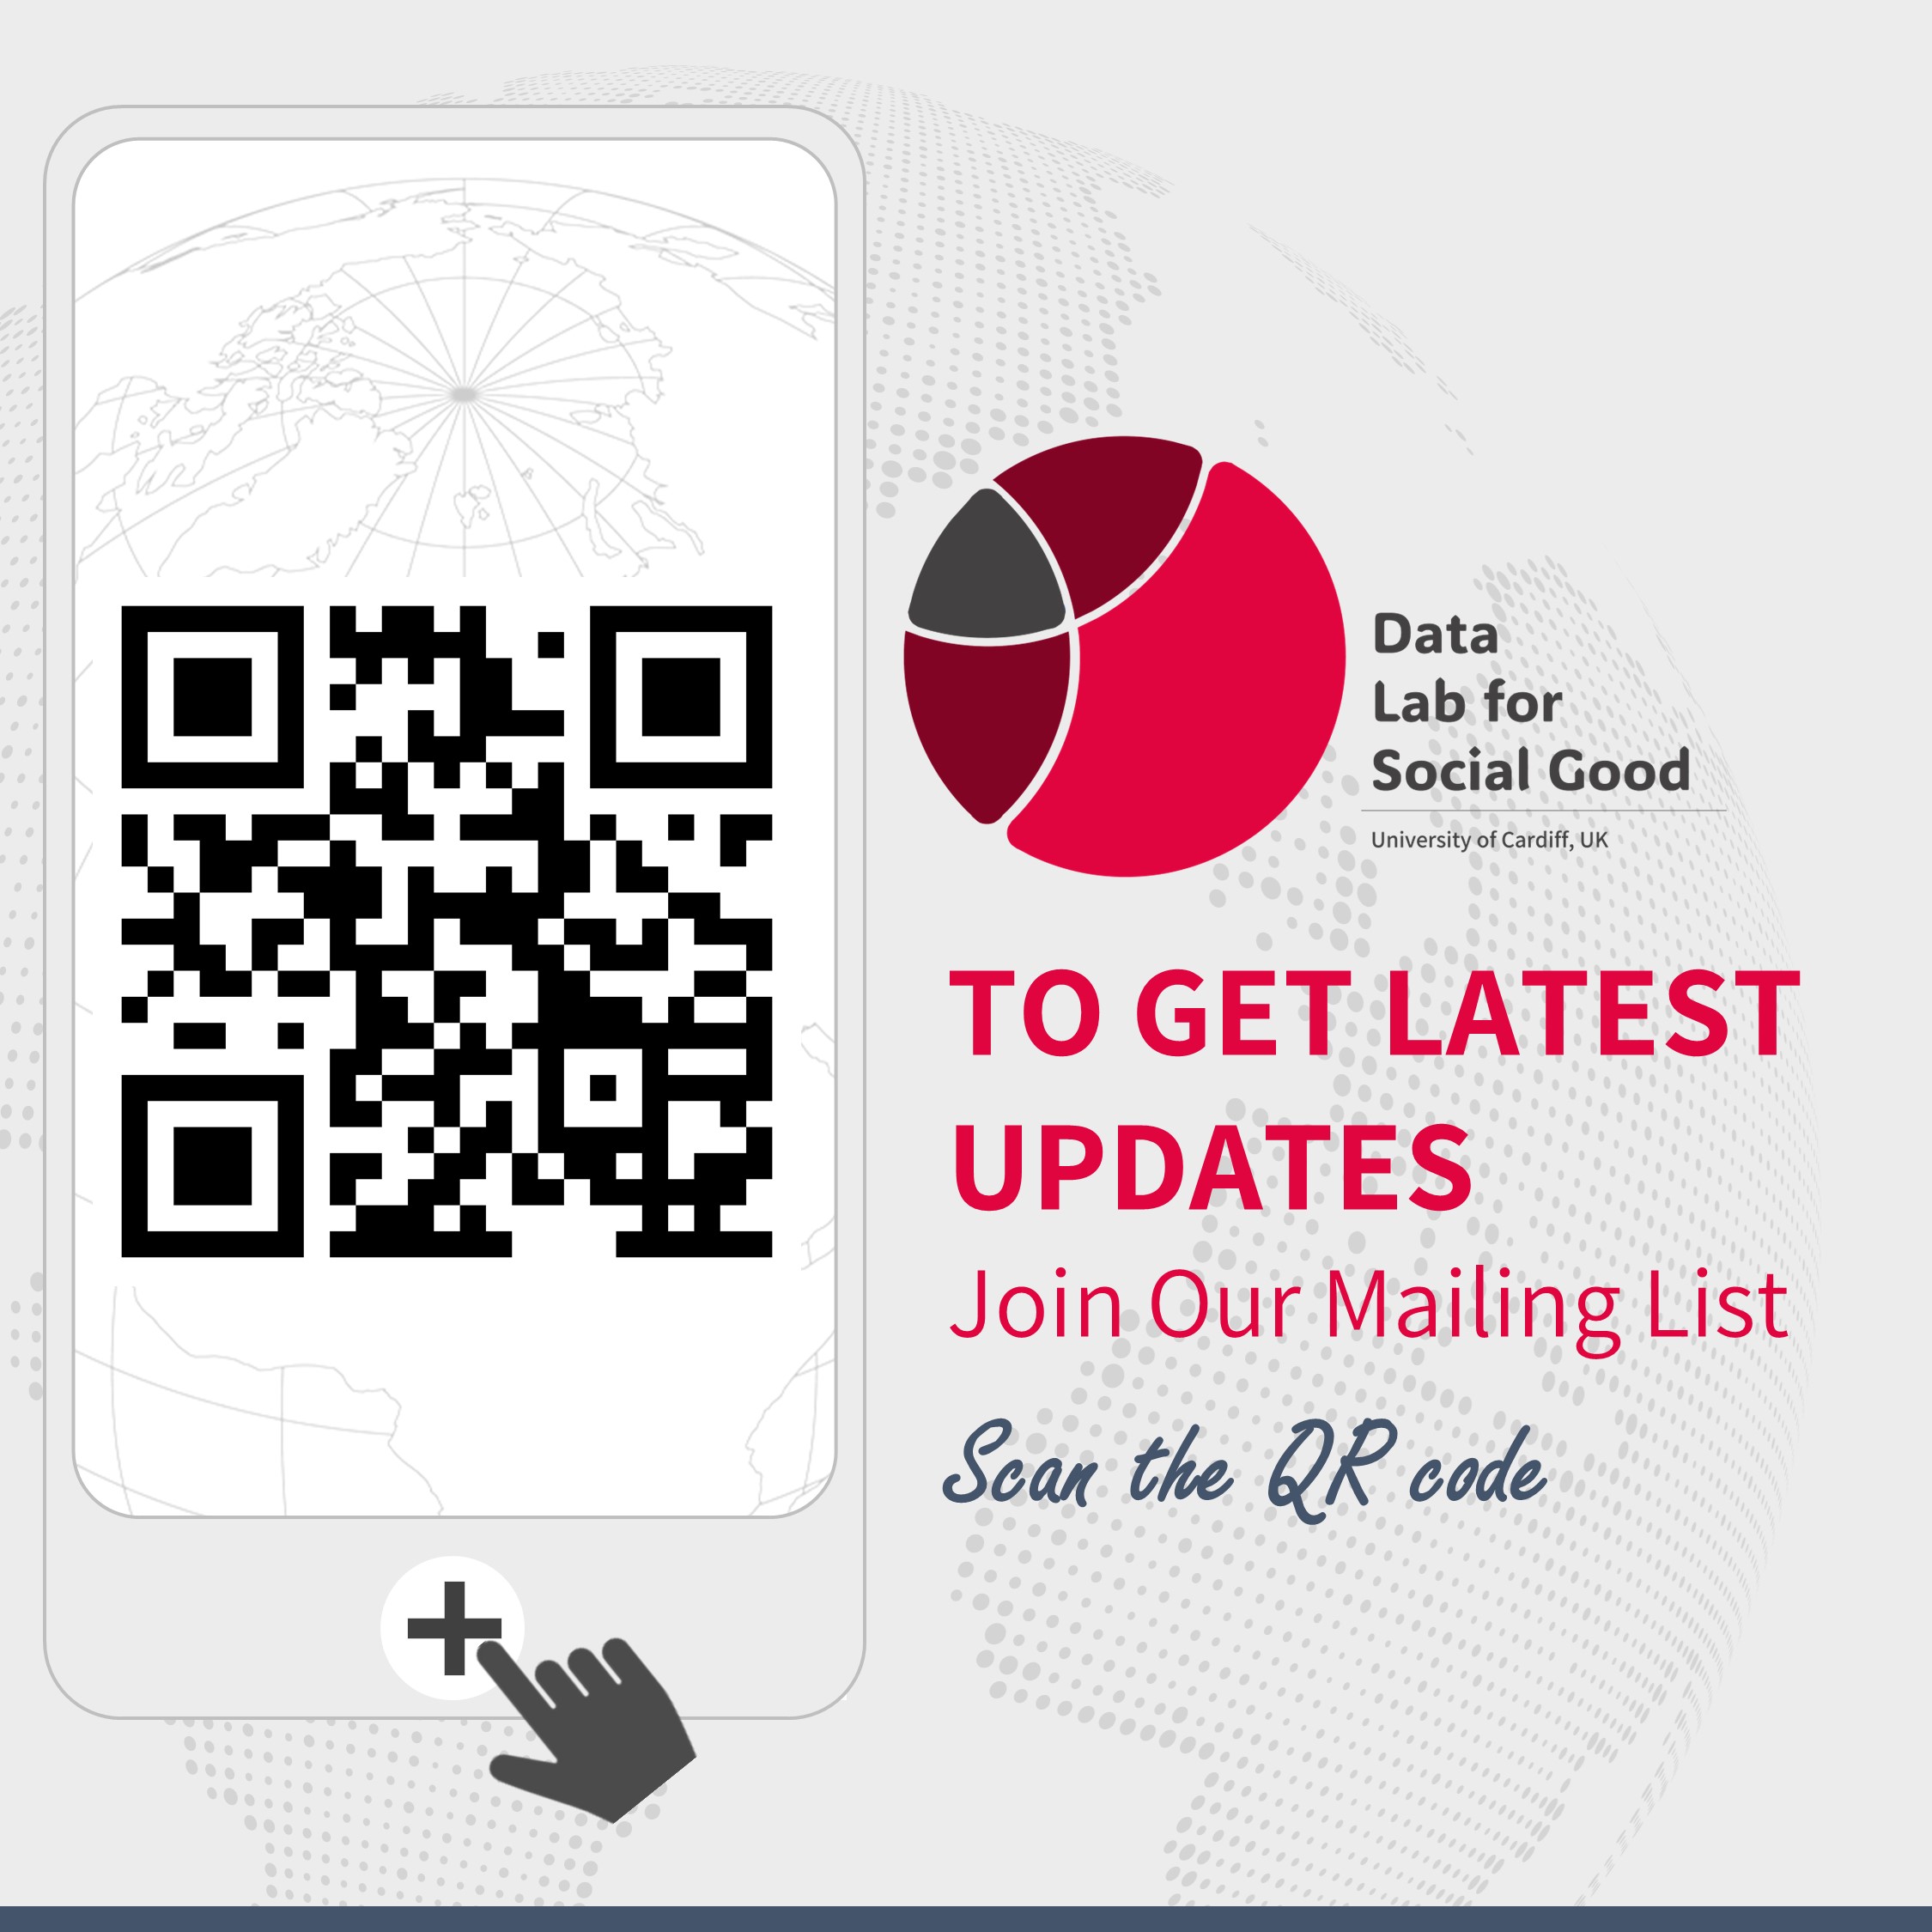 Data
Lab for
Social Good
University of Cardiff, UK
TO GET LATEST
UPDATES
Join Our Mailing List
Scan the QR code